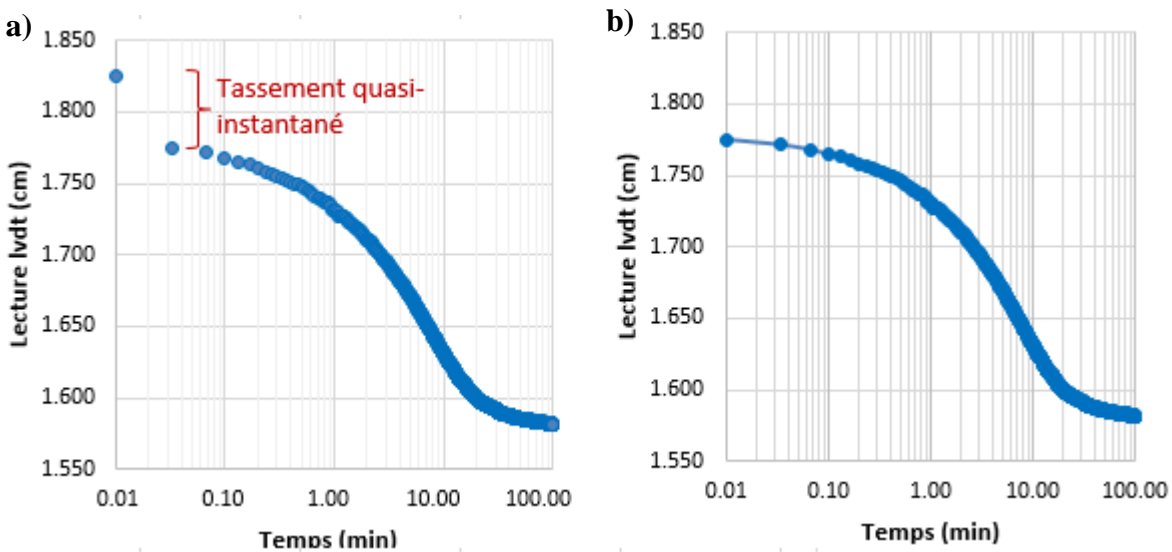 a)
1.850
1.800
1.750
1.700
1.650
1.600
1.550
Lecture lvdt (cm)
Tassement quasi-
instantané
0.01 0.10 1.00 10.00 100.00
Temps (min)
b)
1.850
1.800
1.750
1.700
1.650
1.600
1.550
Lecture lvdt (cm)
0.01 0.10 1.00 10.00 100.00
Temps (min)